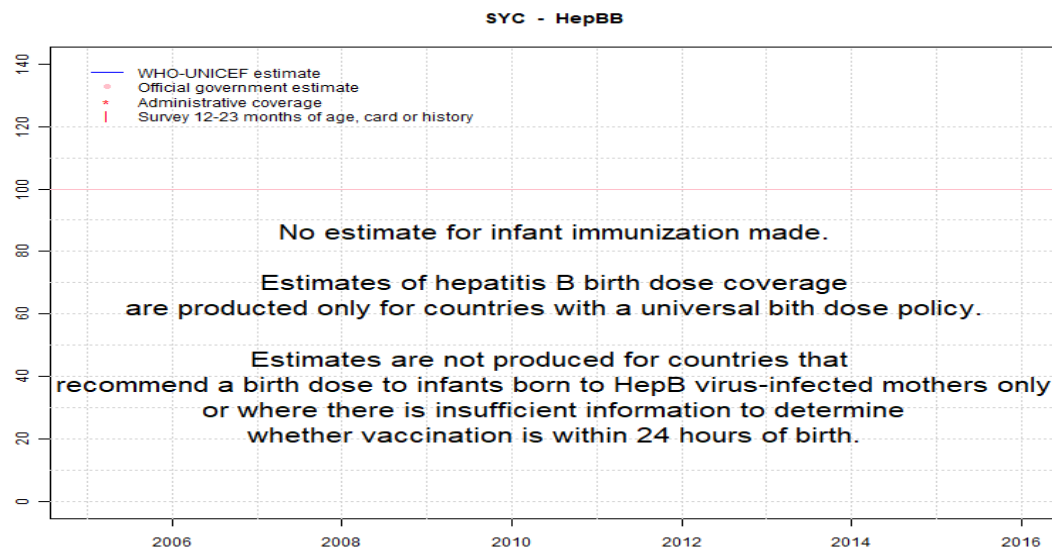 SYC - HepBB
140
120
100
80
60
40
20
0
WHO-UNICEF estimate
Official government estimate
* Administrative coverage
Survey 12-23 months of age, card or history
No estimate for infant immunization made.
Estimates of hepatitis B birth dose coverage
are producted only for countries with a universal bith dose policy.
Estimates are not produced for countries that
recommend a birth dose to infants born to HepB virus-infected mothers only
or where there is insufficient information to determine
whether vaccination is within 24 hours of birth.
2006 2008 2010 2012 2014 2016